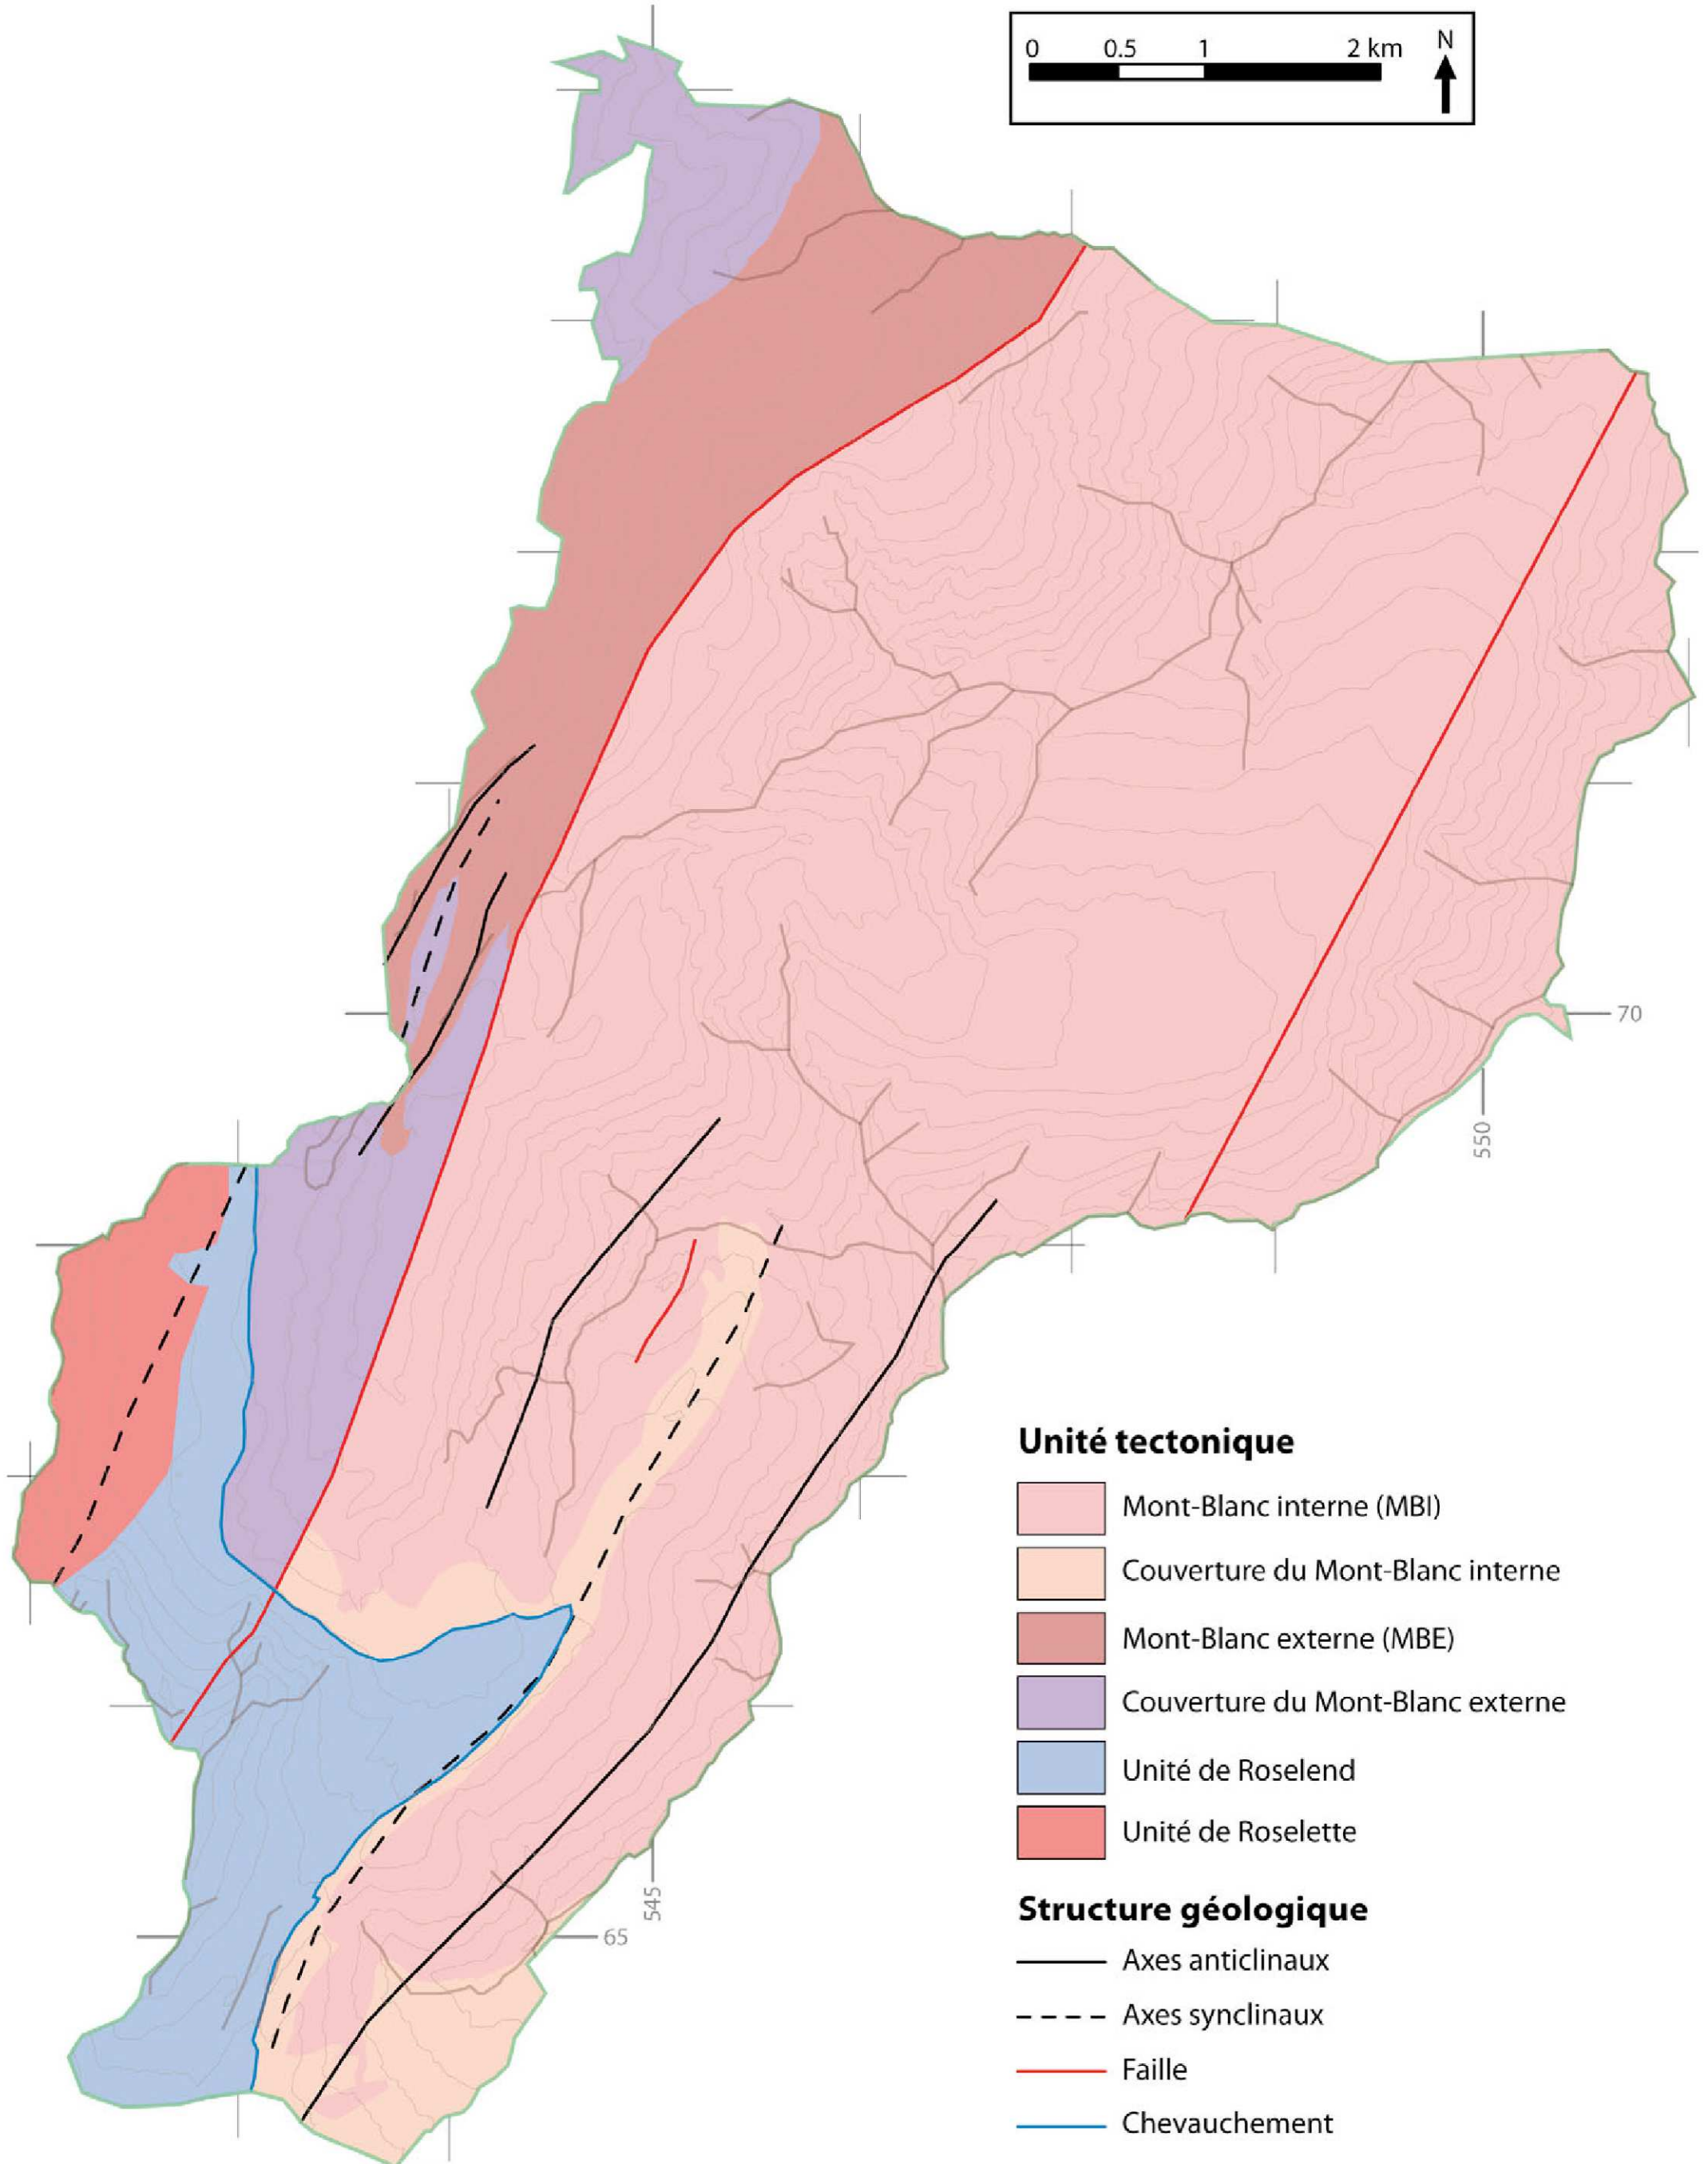 0 0.5 1 2 km N
70
550
545
65
Unité tectonique
Mont-Blanc interne (MBI)
Couverture du Mont-Blanc interne
Mont-Blanc externe (MBE)
Couverture du Mont-Blanc externe
Unité de Roselend
Unité de Roselette
Structure géologique
Axes anticlinaux
Axes synclinaux
Faille
Chevauchement